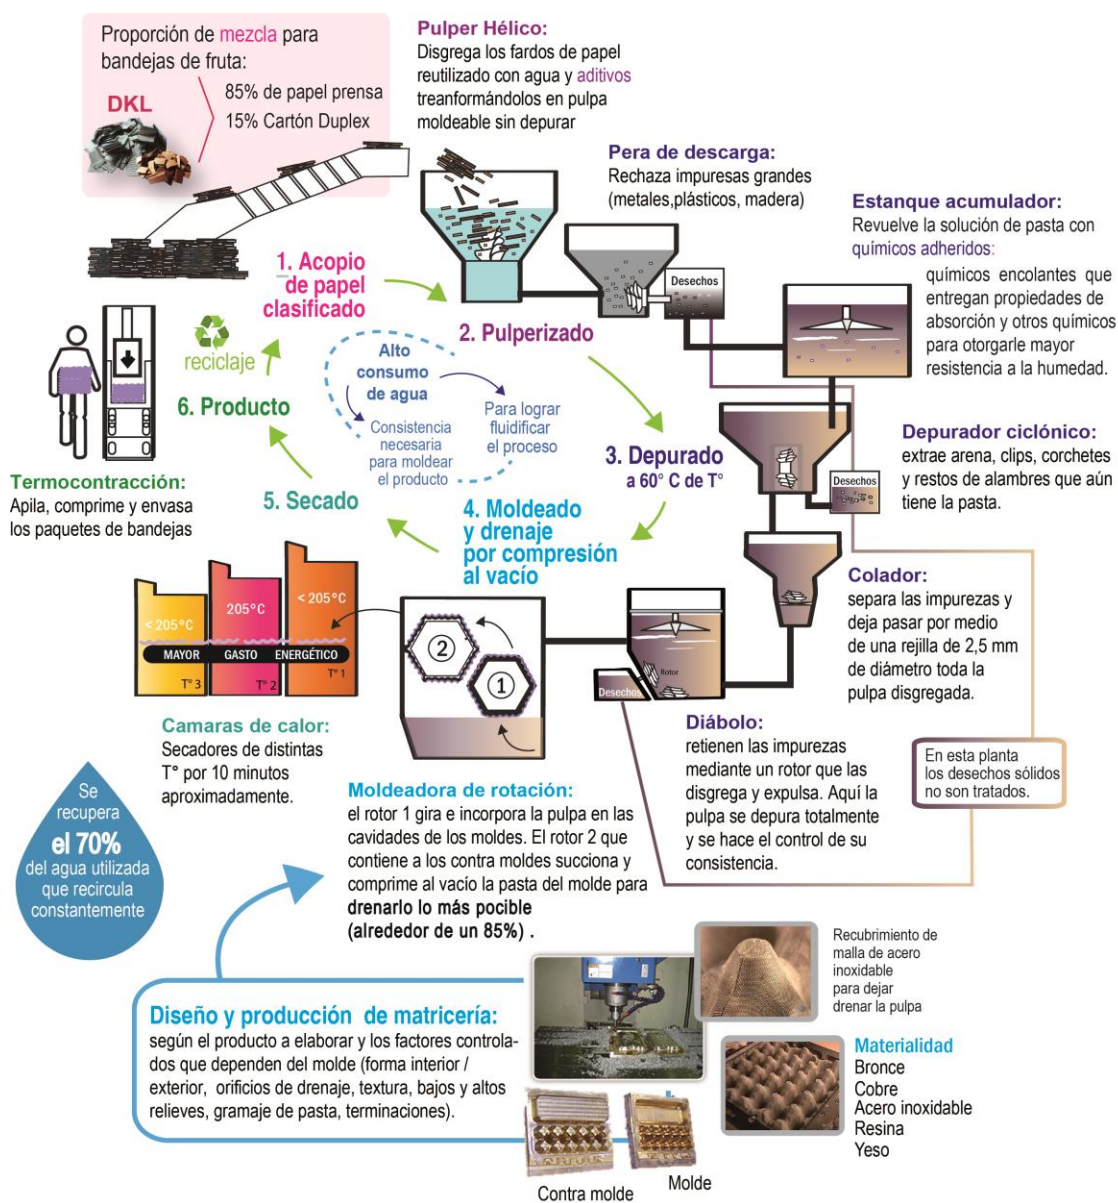 Proporción de mezcla para
bandejas de fruta:
DKL
85% de papel prensa
15% Cartón Duplex
Pulper Hélico:
Disgrega los fardos de papel
reutilizado con agua y aditivos
treanformándolos en pulpa
moldeable sin depurar
Pera de descarga:
Rechaza impuresas grandes
(metales,plásticos, madera)
Desechos
Estanque acumulador:
Revuelve la solución de pasta con
químicos adheridos:
químicos encolantes que
entregan propiedades de
absorción y otros químicos
para otorgarle mayor
resistencia a la humedad.
1. Acopio
de papel
clasificado
2. Pulperizado
3. Depurado
a 60° C de T°
4. Moldeado
y drenaje
por compresión
al vacío
5. Secado
6. Producto
reciclaje
Alto
consumo
de agua
Consistencia
necesaria
para moldear
el producto
Para lograr
fluidificar
el proceso
Termocontracción:
Apila, comprime y envasa
los paquetes de bandejas
Depurador ciclónico:
extrae arena, clips, corchetes
y restos de alambres que aún
tiene la pasta.
Desechos
Colador:
separa las impurezas y
deja pasar por medio
de una rejilla de 2,5 mm
de diámetro toda la
pulpa disgregada.
< 205°C
205°C
< 205°C
MAYOR GASTO ENERGÉTICO
T° 3
T° 2
T° 1
2
1
Rotor
Desechos
Camaras de calor:
Secadores de distintas
T° por 10 minutos
aproximadamente.
Diábolo:
retienen las impurezas
mediante un rotor que las
disgrega y expulsa. Aquí la
pulpa se depura totalmente
y se hace el control de su
consistencia.
En esta planta
los desechos sólidos
no son tratados.
Moldeadora de rotación:
el rotor 1 gira e incorpora la pulpa en las
cavidades de los moldes. El rotor 2 que
contiene a los contra moldes succiona y
comprime al vacío la pasta del molde para
drenarlo lo más pocible
(alrededor de un 85%) .
Se
recupera
el 70%
del agua utilizada
que recircula
constantemente
Diseño y producción de matricería:
según el producto a elaborar y los factores controla-
dos que dependen del molde (forma interior /
exterior, orificios de drenaje, textura, bajos y altos
relieves, gramaje de pasta, terminaciones).
Recubrimiento de
malla de acero
inoxidable
para dejar
drenar la pulpa
Materialidad
Bronce
Cobre
Acero inoxidable
Resina
Yeso
Contra molde
Molde